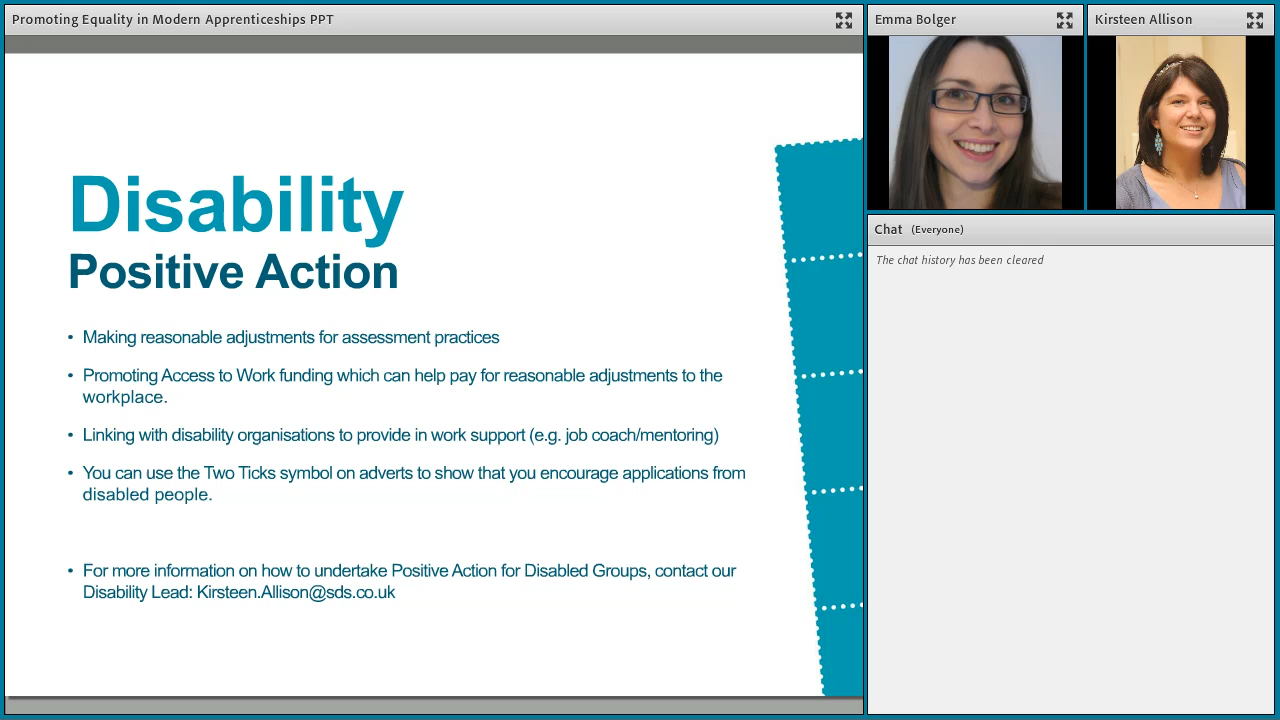 Promoting Equality in Modern Apprenticeships PPT
Emma Bolger
Kirsteen Allison
Disability
Positive Action
• Making reasonable adjustments for assessment practices
• Promoting Access to Work funding which can help pay for reasonable adjustments to the
workplace.
• Linking with disability organisations to provide in work support (e.g. job coach/mentoring)
• You can use the Two Ticks symbol on adverts to show that you encourage applications from
disabled people.
• For more information on how to undertake Positive Action for Disabled Groups, contact our
Disability Lead: Kirsteen.Allison@sds.co.uk
Chat (Everyone)
The chat history has been cleared